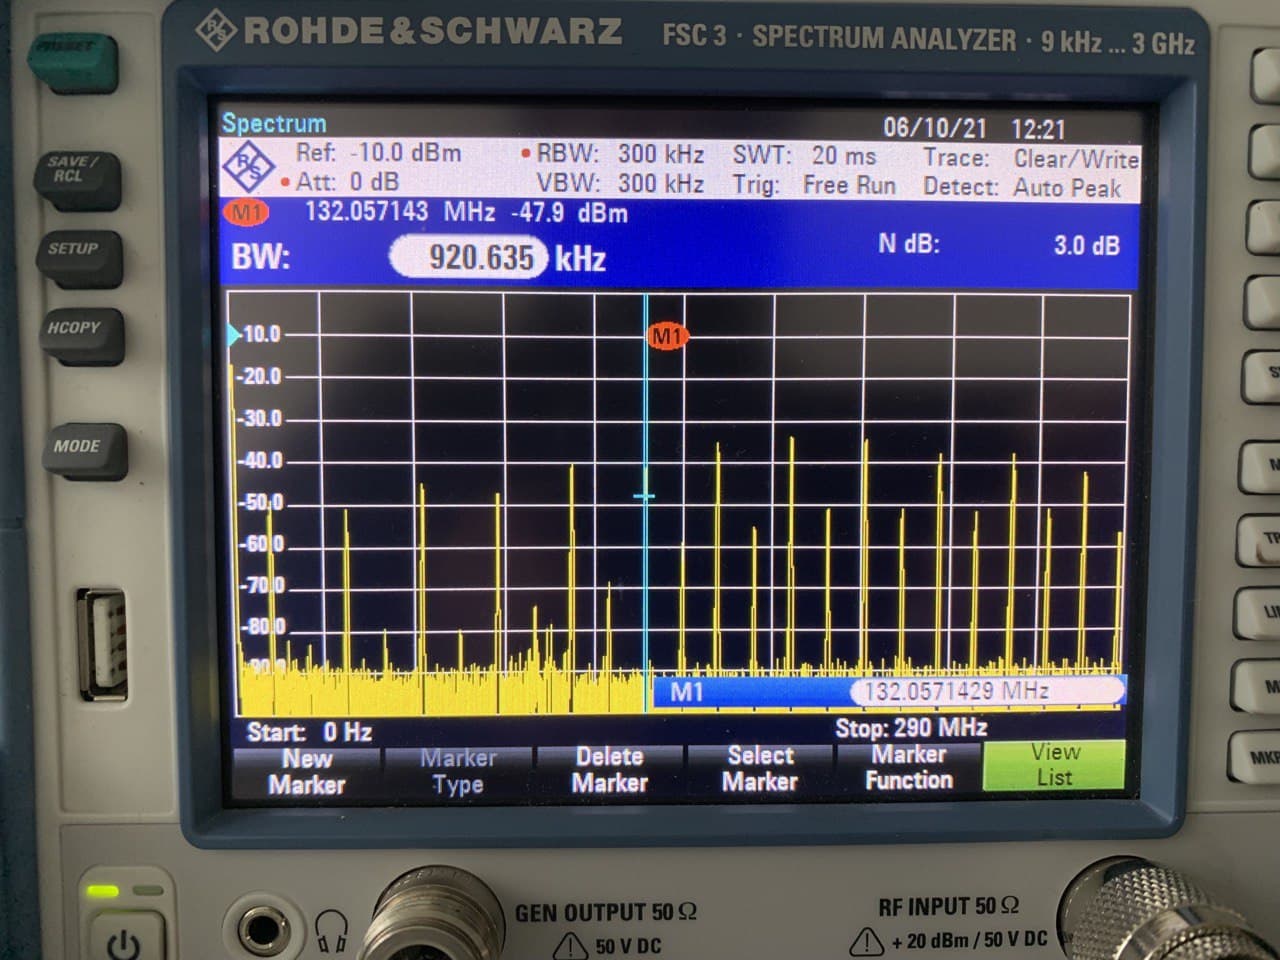 PRESET
ROHDE & SCHWARZ FSC 3 · SPECTRUM ANALYZER · 9 kHz ... 3 GHz
SAVE /
RCL
SETUP
HCOPY
MODE
Spectrum 06/10/21 12:21
Ref: -10.0 dBm RBW: 300 kHz SWT: 20 ms Trace: Clear/Write
Att: 0 dB VBW: 300 kHz Trig: Free Run Detect: Auto Peak
M1 132.057143 MHz -47.9 dBm
BW: 920.635 kHz N dB: 3.0 dB
M1
-10.0
-20.0
-30.0
-40.0
-50.0
-60.0
-70.0
-80.0
-90.0
M1 132.0571429 MHz
Start: 0 Hz Stop: 290 MHz
New Marker
Marker Type
Delete Marker
Select Marker
Marker Function
View List
GEN OUTPUT 50 Ω
50 V DC
RF INPUT 50 Ω
+ 20 dBm / 50 V DC